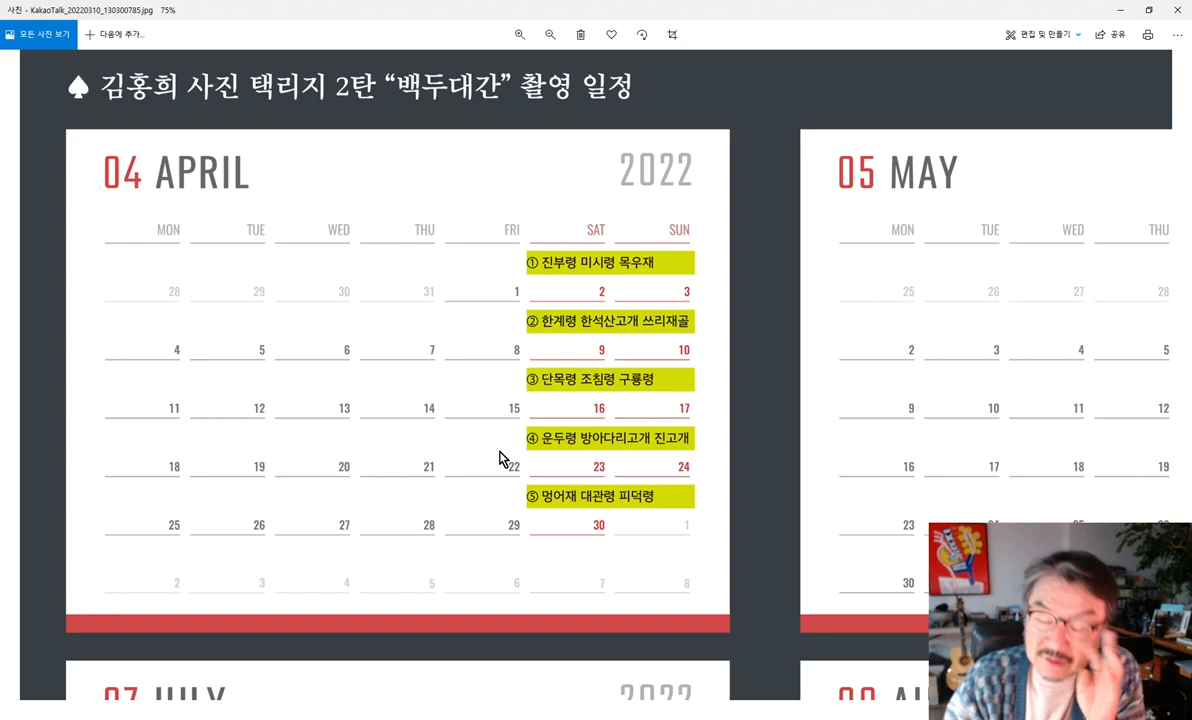 사진 - KakaoTalk_20220310_130300785.jpg 75%
모든 사진 보기
다음에 추가...
편집 및 만들기
공유
♠ 김홍희 사진 택리지 2탄 “백두대간” 촬영 일정
04 APRIL 2022
MON TUE WED THU FRI SAT SUN
① 진부령 미시령 목우재
28 29 30 31 1 2 3
② 한계령 한석산고개 쓰리재골
4 5 6 7 8 9 10
③ 단목령 조침령 구룡령
11 12 13 14 15 16 17
④ 운두령 방아다리고개 진고개
18 19 20 21 22 23 24
⑤ 멍어재 대관령 피덕령
25 26 27 28 29 30 1
2 3 4 5 6 7 8
05 MAY
MON TUE WED THU
25 26 27 28
2 3 4 5
9 10 11 12
16 17 18 19
23
30
07 JULY 2022